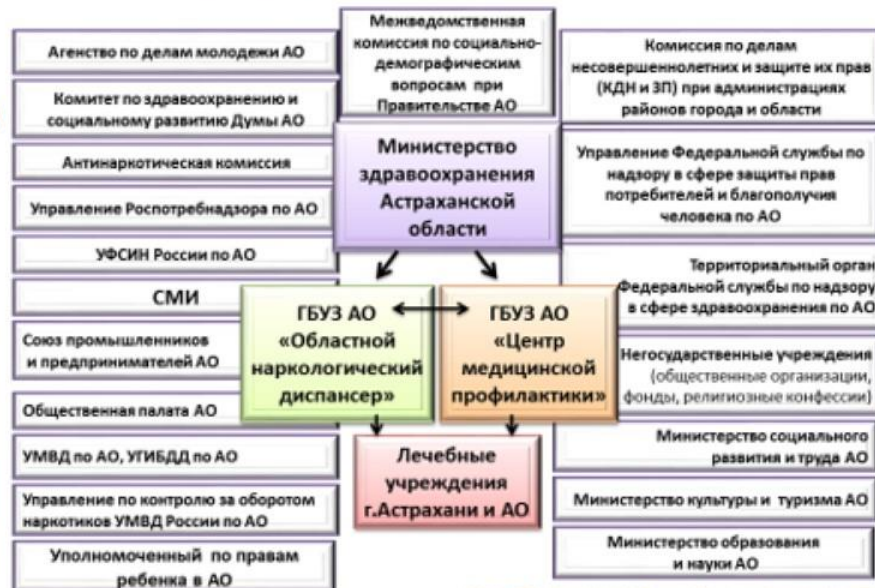 Агенство по делам молодежи АО
Комитет по здравоохранению и
социальному развитию Думы АО
Антинаркотическая комиссия
Управление Роспотребнадзора по АО
УФСИН России по АО
СМИ
Союз промышленников
и предпринимателей АО
Общественная палата АО
УМВД по АО, УГИБДД по АО
Управление по контролю за оборотом
наркотиков УМВД России по АО
Уполномоченный по правам
ребенка в АО
Межведомственная
комиссия по социально-
демографическим
вопросам при
Правительстве АО
Министерство
здравоохранения
Астраханской
области
ГБУЗ АО
«Областной
наркологический
диспансер»
ГБУЗ АО
«Центр
медицинской
профилактики»
Лечебные
учреждения
г.Астрахани и АО
Комиссия по делам
несовершеннолетних и защите их прав
(КДН и ЗП) при администрациях
районов города и области
Управление Федеральной службы по
надзору в сфере защиты прав
потребителей и благополучия
человека по АО
Территориальный орган
Федеральной службы по надзору
в сфере здравоохранения по АО
Негосударственные учреждения
(общественные организации,
фонды, религиозные конфессии)
Министерство социального
развития и труда АО
Министерство культуры и туризма АО
Министерство образования
и науки АО